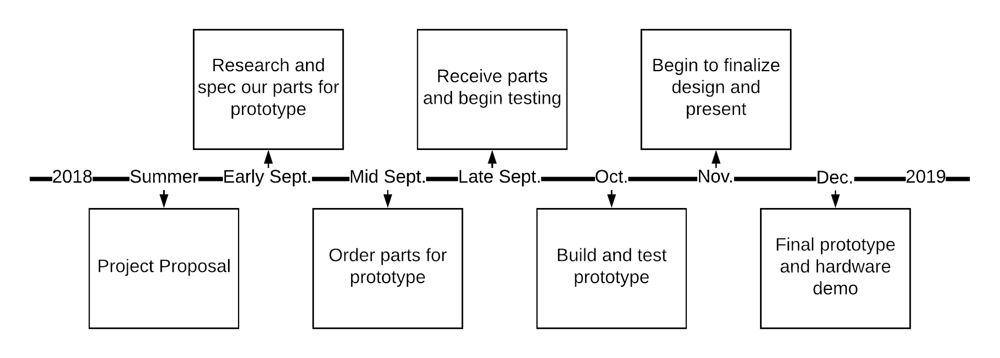 Research and
spec our parts for
prototype
Receive parts
and begin testing
Begin to finalize
design and
present
2018 Summer Early Sept. Mid Sept. Late Sept. Oct. Nov. Dec. 2019
Project Proposal
Order parts for
prototype
Build and test
prototype
Final prototype
and hardware
demo